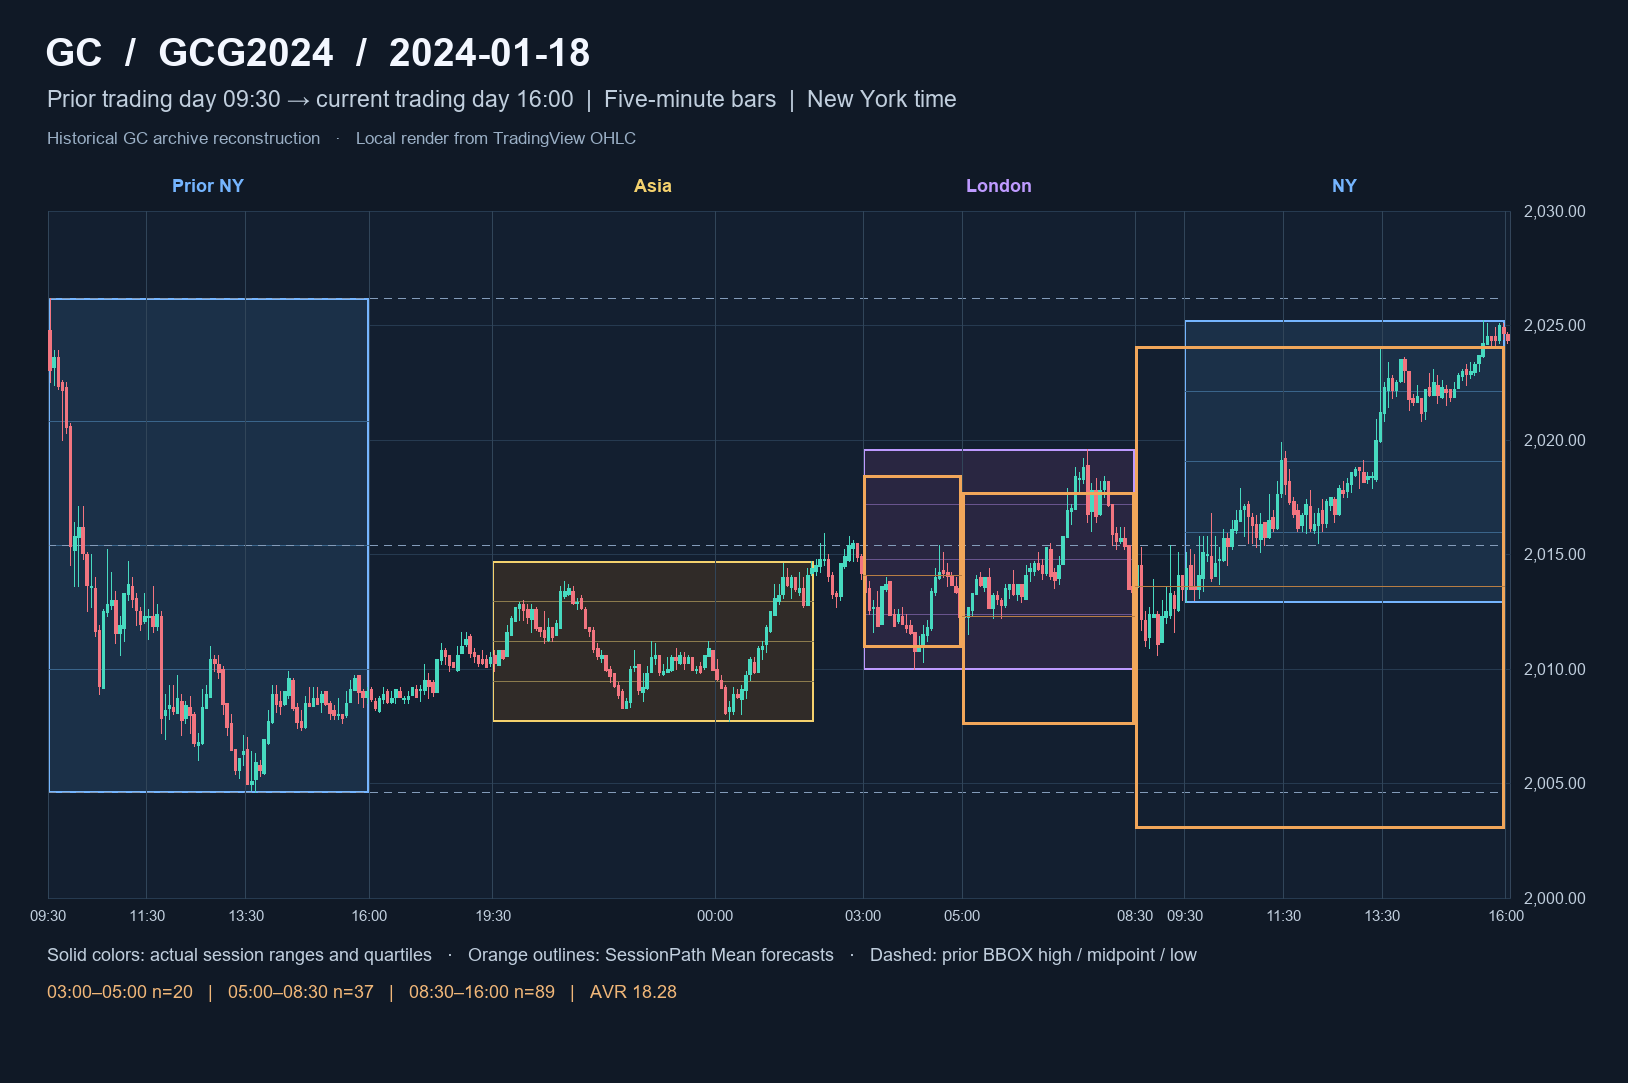 GC / GCG2024 / 2024-01-18
Prior trading day 09:30 → current trading day 16:00 | Five-minute bars | New York time
Historical GC archive reconstruction · Local render from TradingView OHLC
Prior NY Asia London NY
2,030.00
2,025.00
2,020.00
2,015.00
2,010.00
2,005.00
2,000.00
09:30 11:30 13:30 16:00 19:30 00:00 03:00 05:00 08:30 09:30 11:30 13:30 16:00
Solid colors: actual session ranges and quartiles · Orange outlines: SessionPath Mean forecasts · Dashed: prior BBOX high / midpoint / low
03:00–05:00 n=20 | 05:00–08:30 n=37 | 08:30–16:00 n=89 | AVR 18.28